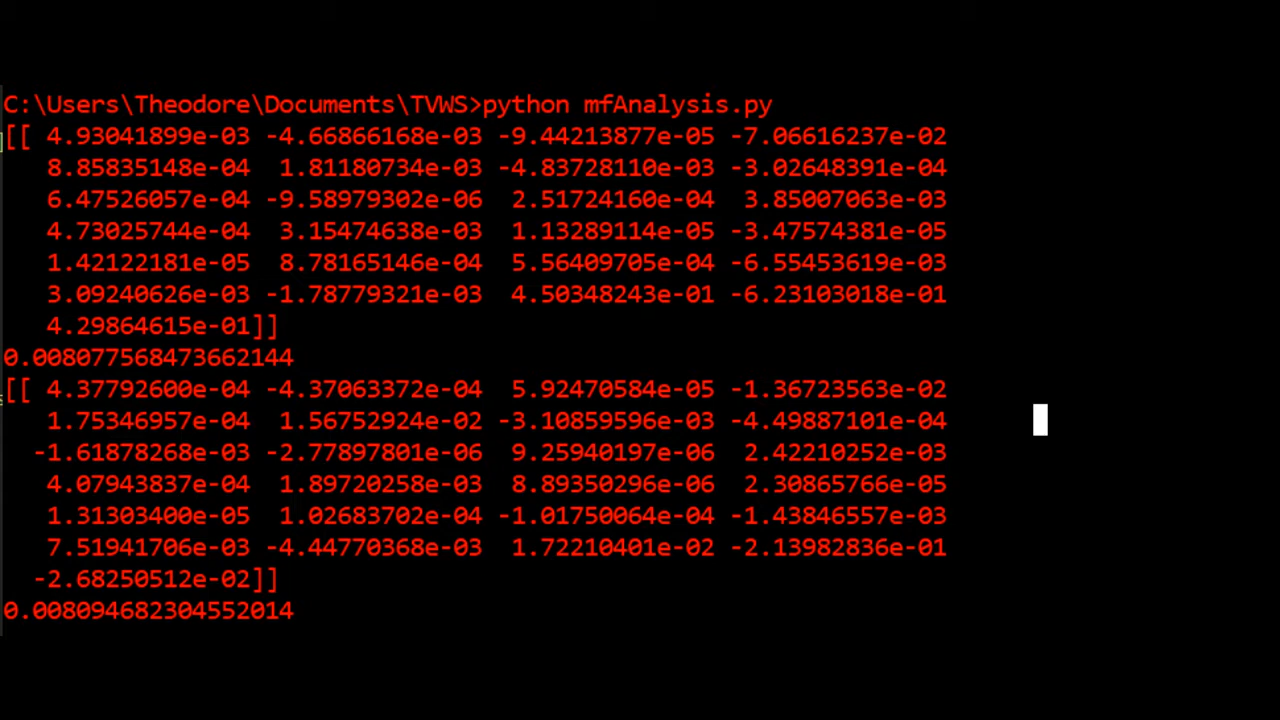 C:\Users\Theodore\Documents\TVWS>python mfAnalysis.py
[[ 4.93041899e-03 -4.66866168e-03 -9.44213877e-05 -7.06616237e-02
8.85835148e-04 1.81180734e-03 -4.83728110e-03 -3.02648391e-04
6.47526057e-04 -9.58979302e-06 2.51724160e-04 3.85007063e-03
4.73025744e-04 3.15474638e-03 1.13289114e-05 -3.47574381e-05
1.42122181e-05 8.78165146e-04 5.56409705e-04 -6.55453619e-03
3.09240626e-03 -1.78779321e-03 4.50348243e-01 -6.23103018e-01
4.29864615e-01]]
0.008077568473662144
[[ 4.37792600e-04 -4.37063372e-04 5.92470584e-05 -1.36723563e-02
1.75346957e-04 1.56752924e-02 -3.10859596e-03 -4.49887101e-04
-1.61878268e-03 -2.77897801e-06 9.25940197e-06 2.42210252e-03
4.07943837e-04 1.89720258e-03 8.89350296e-06 2.30865766e-05
1.31303400e-05 1.02683702e-04 -1.01750064e-04 -1.43846557e-03
7.51941706e-03 -4.44770368e-03 1.72210401e-02 -2.13982836e-01
-2.68250512e-02]]
0.008094682304552014